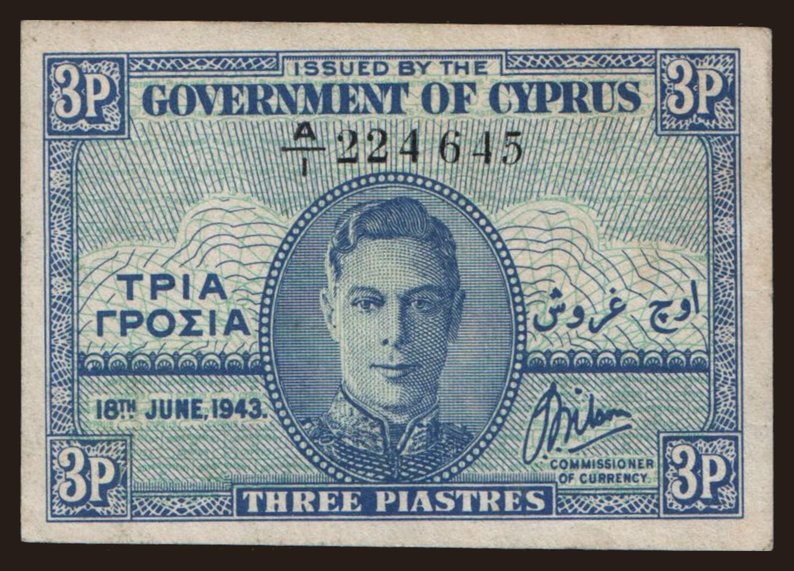 3P ISSUED BY THE 3P
GOVERNMENT OF CYPRUS
A/1 224645
ΤΡΙΑ
ΓΡΟΣΙΑ
اوچ غروش
18TH JUNE, 1943.
COMMISSIONER
OF CURRENCY
3P THREE PIASTRES 3P